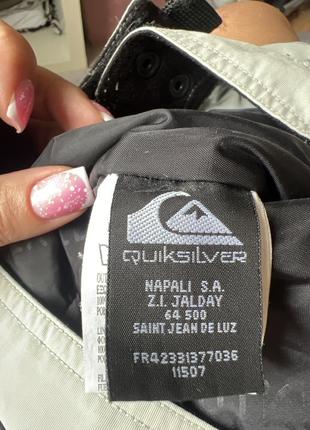 QUIKSILVER
NAPALI S.A.
Z.I. JALDAY
64 500
SAINT JEAN DE LUZ
FR42331377036
11507